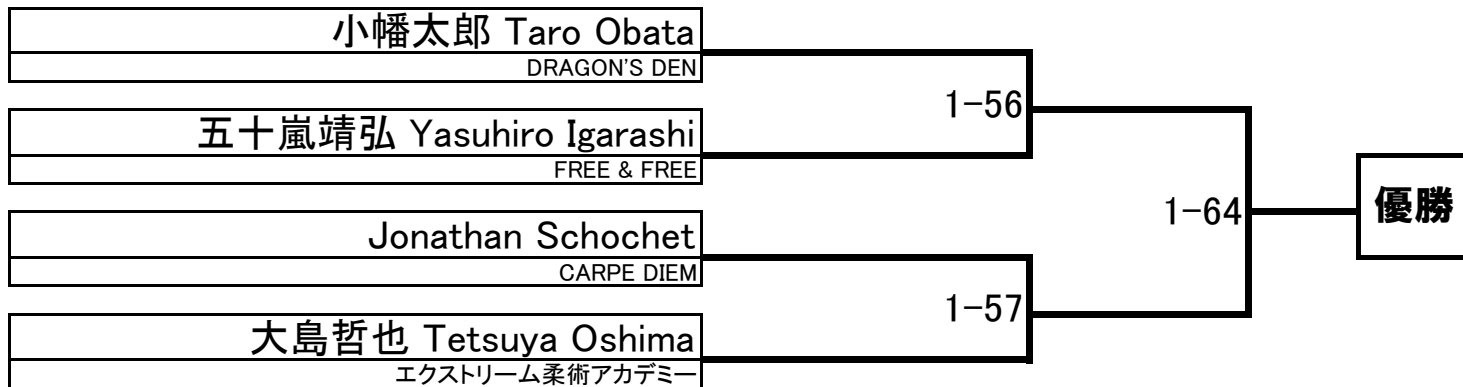 小幡太郎 Taro Obata
DRAGON'S DEN
1-56
五十嵐靖弘 Yasuhiro Igarashi
FREE & FREE
1-64
優勝
Jonathan Schochet
CARPE DIEM
1-57
大島哲也 Tetsuya Oshima
エクストリーム柔術アカデミー